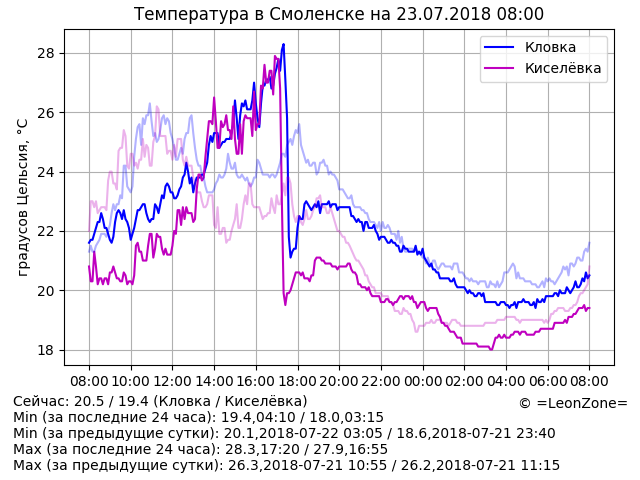 Температура в Смоленске на 23.07.2018 08:00
Кловка
Киселёвка
градусов Цельсия, °C
28
26
24
22
20
18
08:00 10:00 12:00 14:00 16:00 18:00 20:00 22:00 00:00 02:00 04:00 06:00 08:00
Сейчас: 20.5 / 19.4 (Кловка / Киселёвка)
© =LeonZone=
Min (за последние 24 часа): 19.4,04:10 / 18.0,03:15
Min (за предыдущие сутки): 20.1,2018-07-22 03:05 / 18.6,2018-07-21 23:40
Max (за последние 24 часа): 28.3,17:20 / 27.9,16:55
Max (за предыдущие сутки): 26.3,2018-07-21 10:55 / 26.2,2018-07-21 11:15